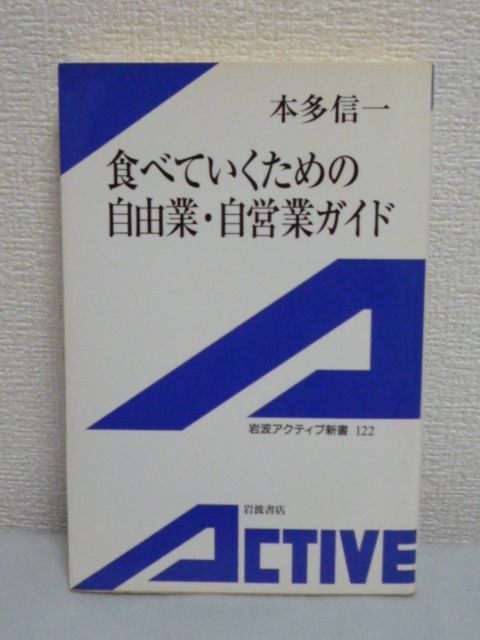 本多信一
食べていくための
自由業・自営業ガイド
岩波アクティブ新書 122
岩波書店
ACTIVE